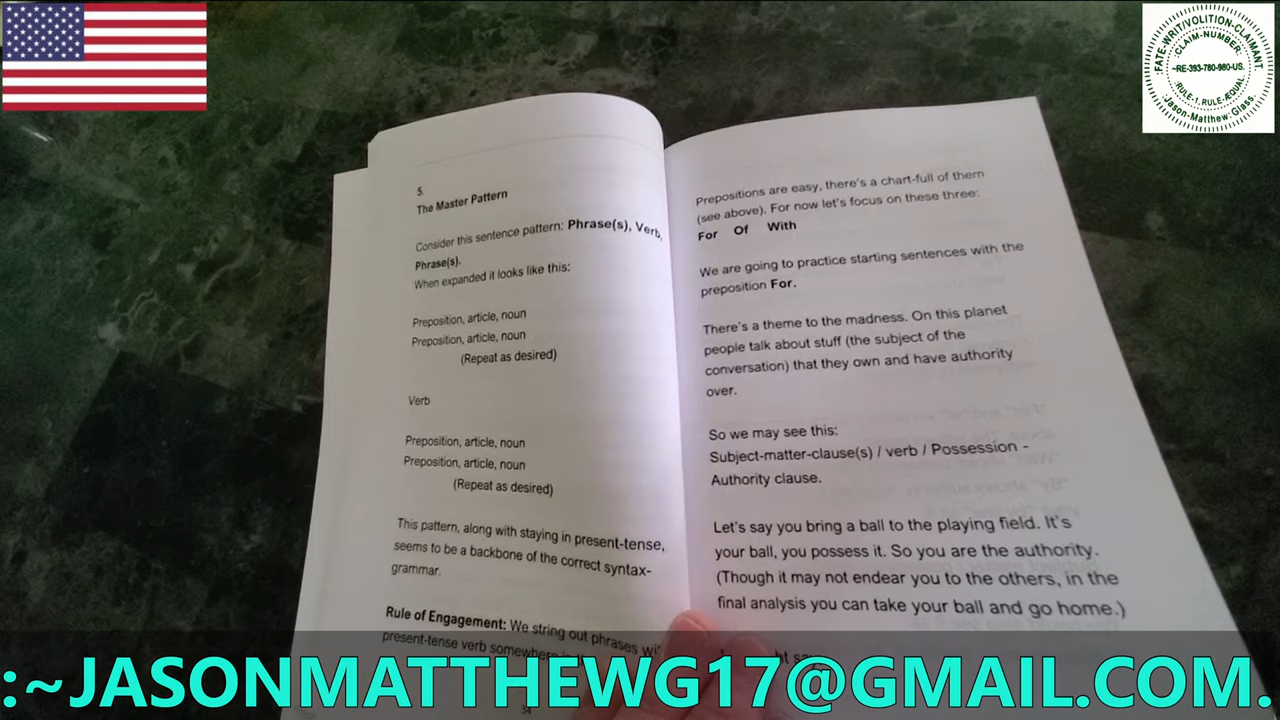 :FATE-WRIT/VOLITION-CLAIMANT.
:CLAIM-NUMBER:
~RE-393-780-980-US.
:RULE-1, RULE-ÆQUAL.
Jason-Matthew: Glass.
5.
The Master Pattern
Consider this sentence pattern: Phrase(s), Verb,
Phrase(s).
When expanded it looks like this:
Preposition, article, noun
Preposition, article, noun
(Repeat as desired)
Verb
Preposition, article, noun
Preposition, article, noun
(Repeat as desired)
This pattern, along with staying in present-tense,
seems to be a backbone of the correct syntax-
grammar.
Rule of Engagement: We string out phrases
present-tense verb somewhere
34
Prepositions are easy, there's a chart-full of them
(see above). For now let's focus on these three:
For Of With
We are going to practice starting sentences with the
preposition For.
There's a theme to the madness. On this planet
people talk about stuff (the subject of the
conversation) that they own and have authority
over.
So we may see this:
Subject-matter-clause(s) / verb / Possession -
Authority clause.
Let's say you bring a ball to the playing field. It's
your ball, you possess it. So you are the authority.
(Though it may not endear you to the others, in the
final analysis you can take your ball and go home.)
:~JASONMATTHEWG17@GMAIL.COM.